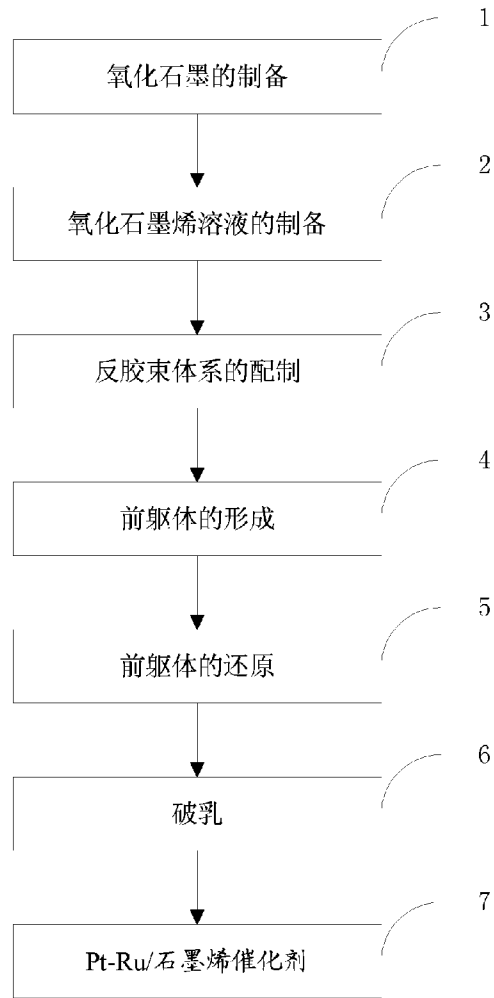 1
氧化石墨的制备
2
氧化石墨烯溶液的制备
3
反胶束体系的配制
4
前躯体的形成
5
前躯体的还原
6
破乳
7
Pt-Ru/石墨烯催化剂